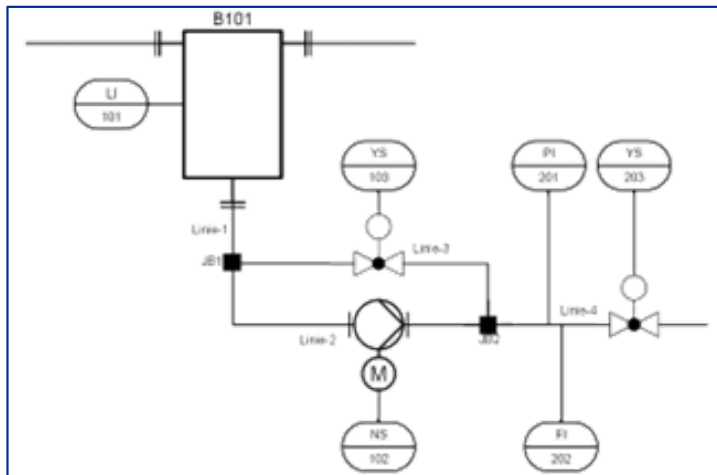 B101
LI
101
YS
103
PI
201
YS
203
Linie-1
Linie-3
JB1
Linie-4
Linie-2
JB2
M
NS
102
FI
202